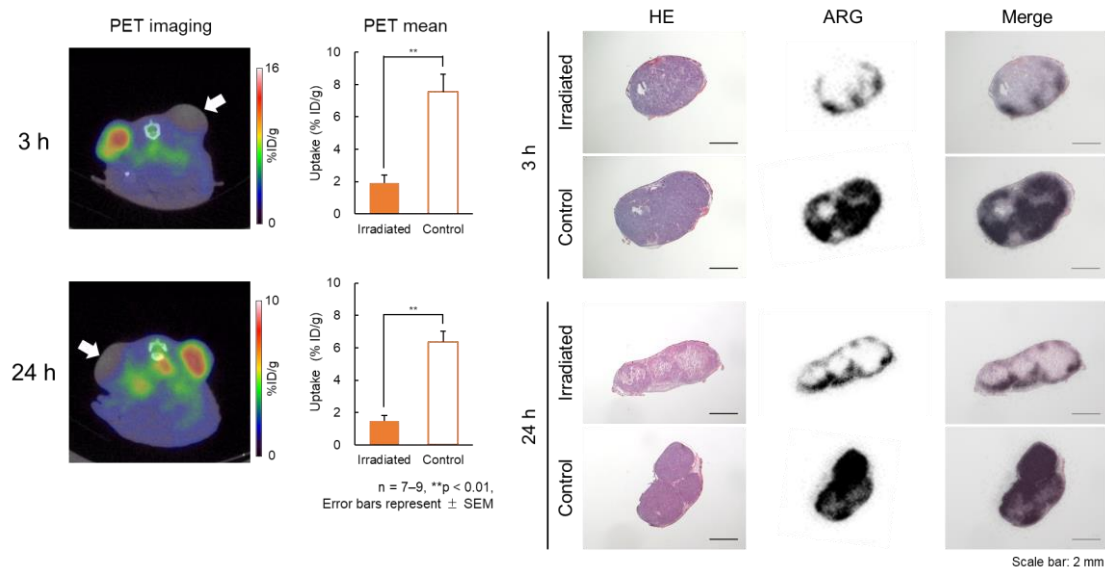 PET imaging
PET mean
3 h
16
%ID/g
0
Uptake (% ID/g)
10
8
6
4
2
0
**
Irradiated
Control
24 h
10
%ID/g
0
Uptake (% ID/g)
10
8
6
4
2
0
**
Irradiated
Control
n = 7–9, **p < 0.01,
Error bars represent ± SEM
HE
ARG
Merge
3 h
Irradiated
Control
24 h
Irradiated
Control
Scale bar: 2 mm